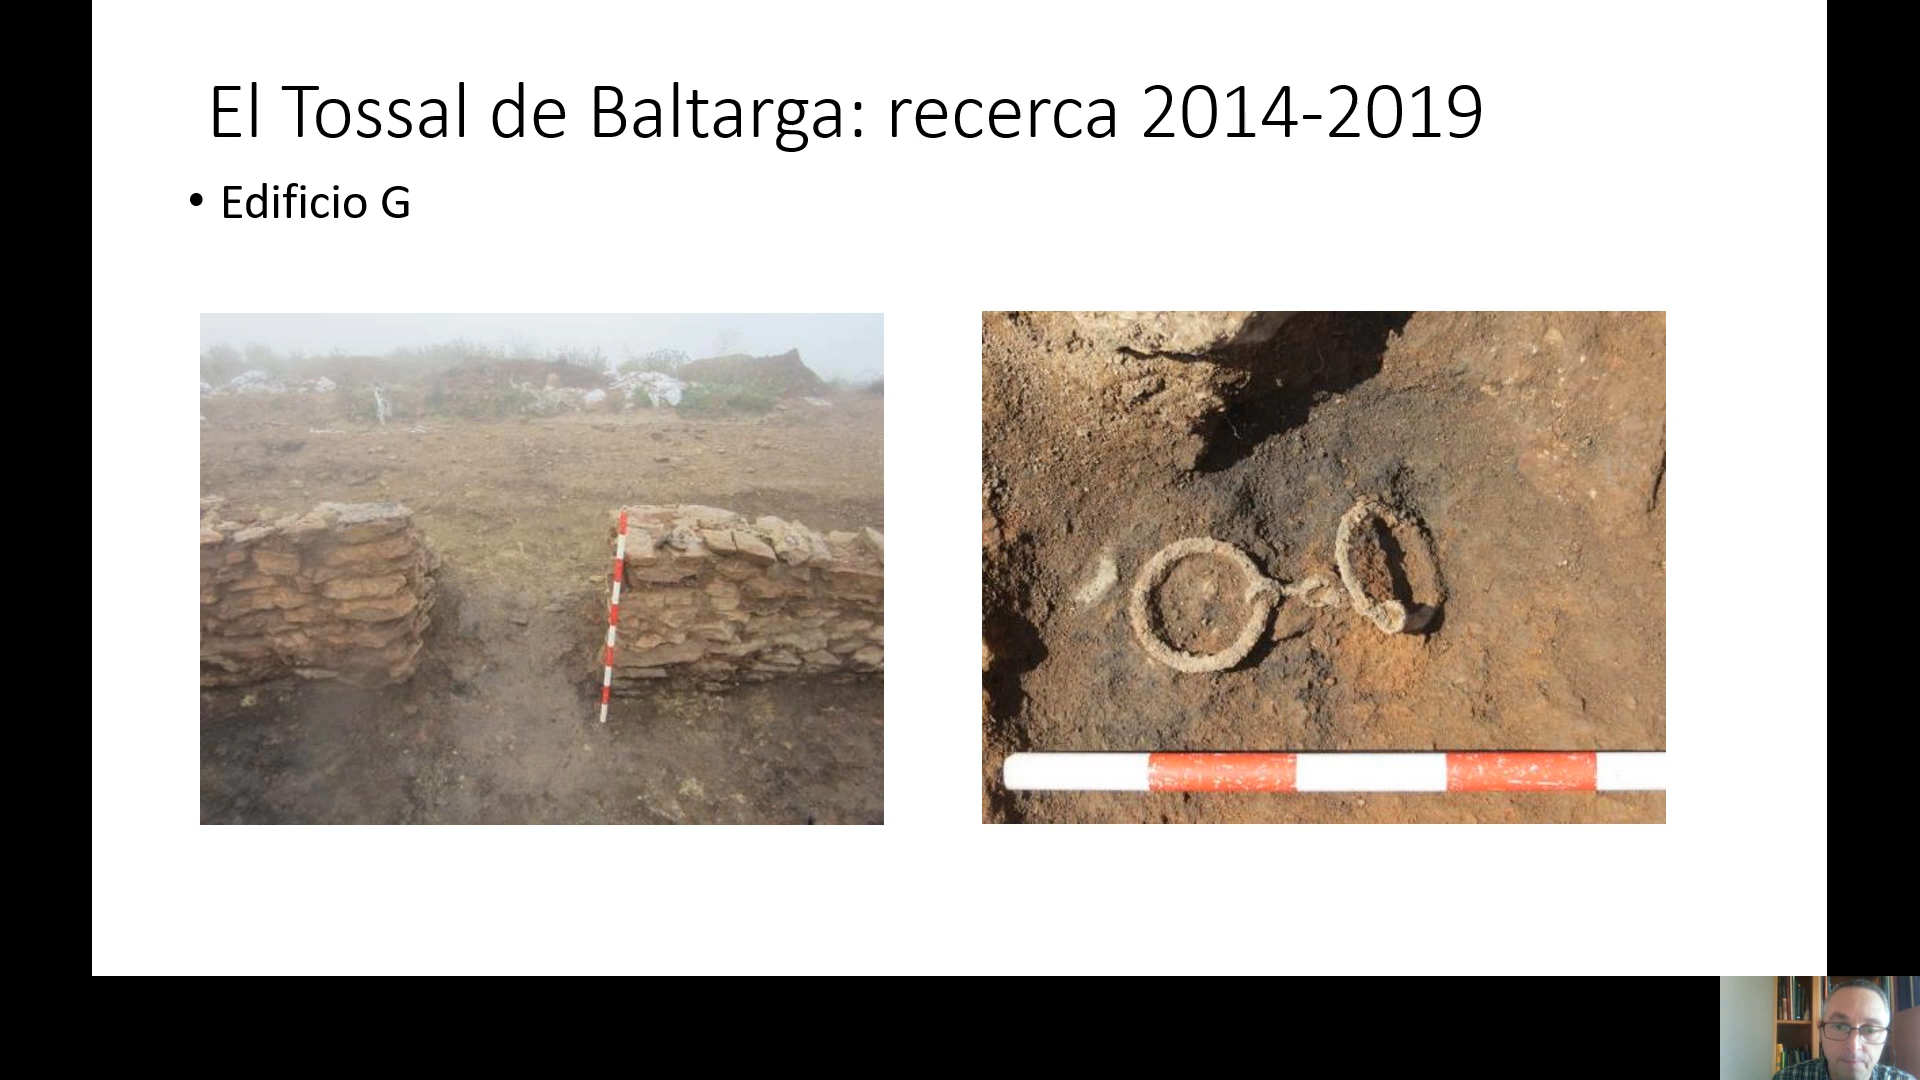 El Tossal de Baltarga: recerca 2014-2019
• Edificio G